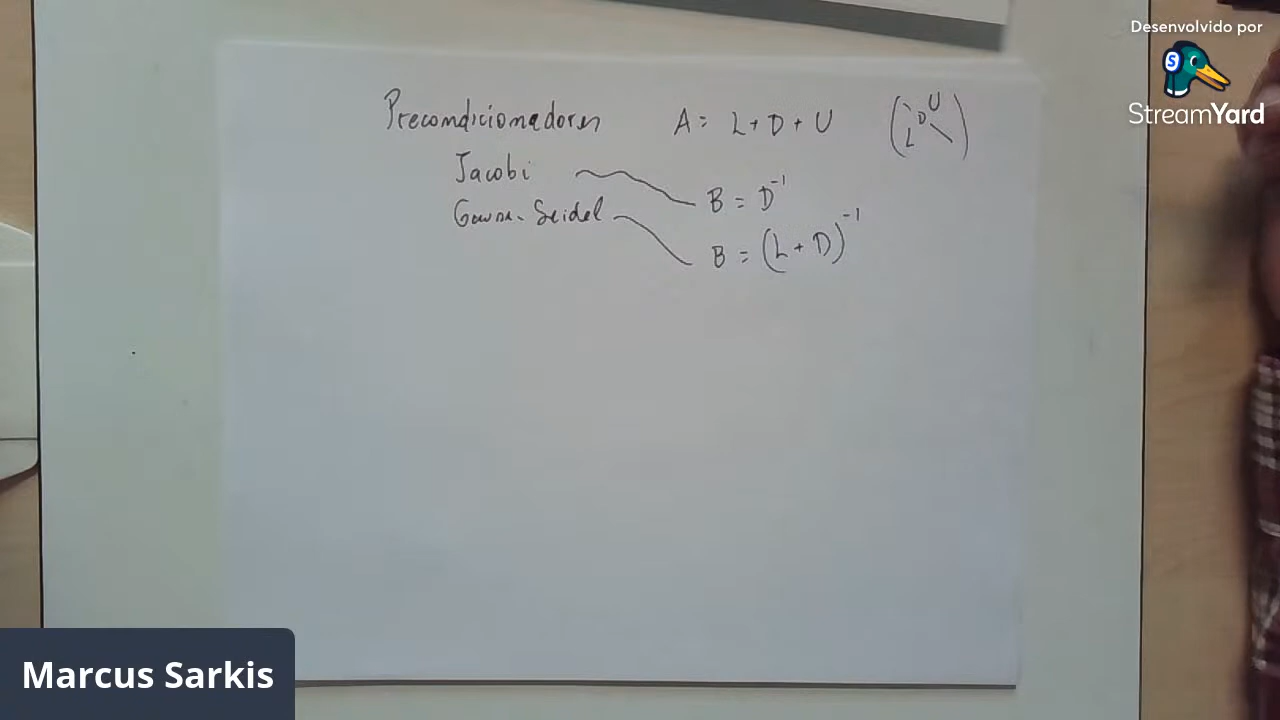 Desenvolvido por
StreamYard
Precondicionadores A = L + D + U ( L D U )
Jacobi B = D⁻¹
Gauss-Seidel B = (L + D)⁻¹
Marcus Sarkis